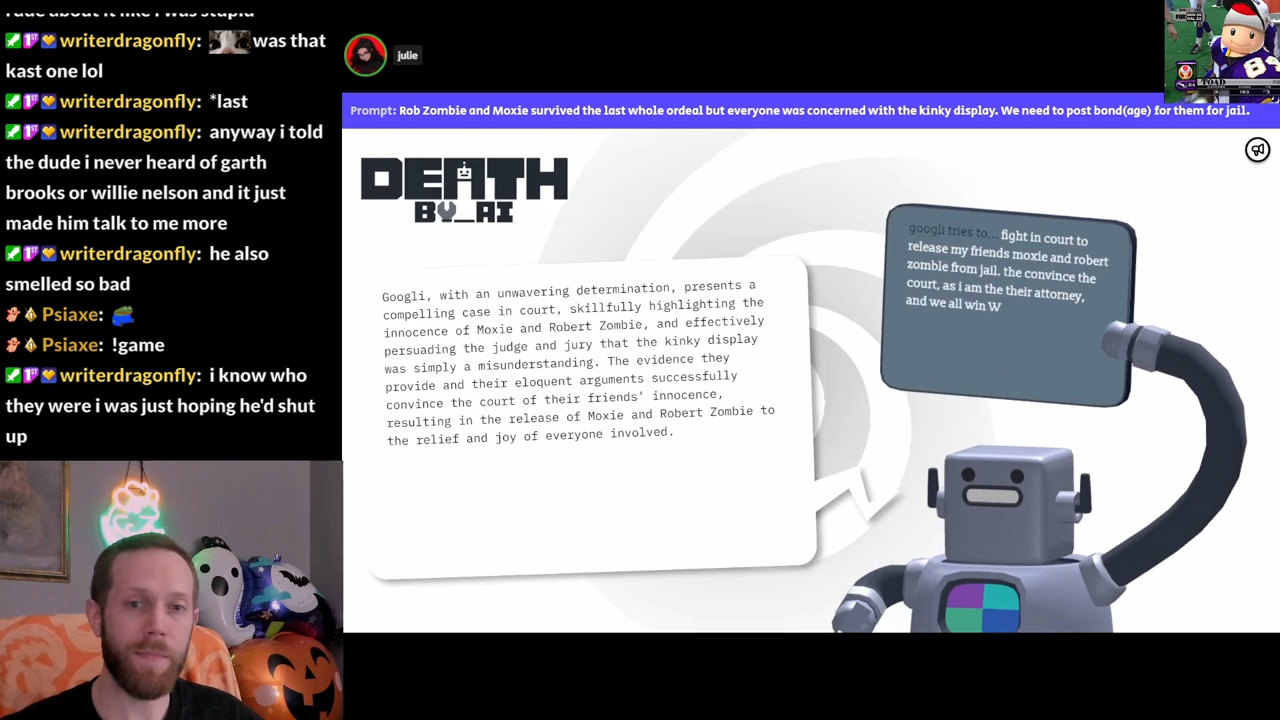 rude about it like i was stupid
writerdragonfly: was that
kast one lol
writerdragonfly: *last
writerdragonfly: anyway i told
the dude i never heard of garth
brooks or willie nelson and it just
made him talk to me more
writerdragonfly: he also
smelled so bad
Psiaxe:
Psiaxe: !game
writerdragonfly: i know who
they were i was just hoping he'd shut
up
julie
Prompt: Rob Zombie and Moxie survived the last whole ordeal but everyone was concerned with the kinky display. We need to post bond(age) for them for jail.
DEATH
BY_AI
Googli, with an unwavering determination, presents a
compelling case in court, skillfully highlighting the
innocence of Moxie and Robert Zombie, and effectively
persuading the judge and jury that the kinky display
was simply a misunderstanding. The evidence they
provide and their eloquent arguments successfully
convince the court of their friends' innocence,
resulting in the release of Moxie and Robert Zombie to
the relief and joy of everyone involved.
googli tries to... fight in court to
release my friends moxie and robert
zomble from jail. the convince the
court, as i am the their attorney,
and we all win W
TOAD